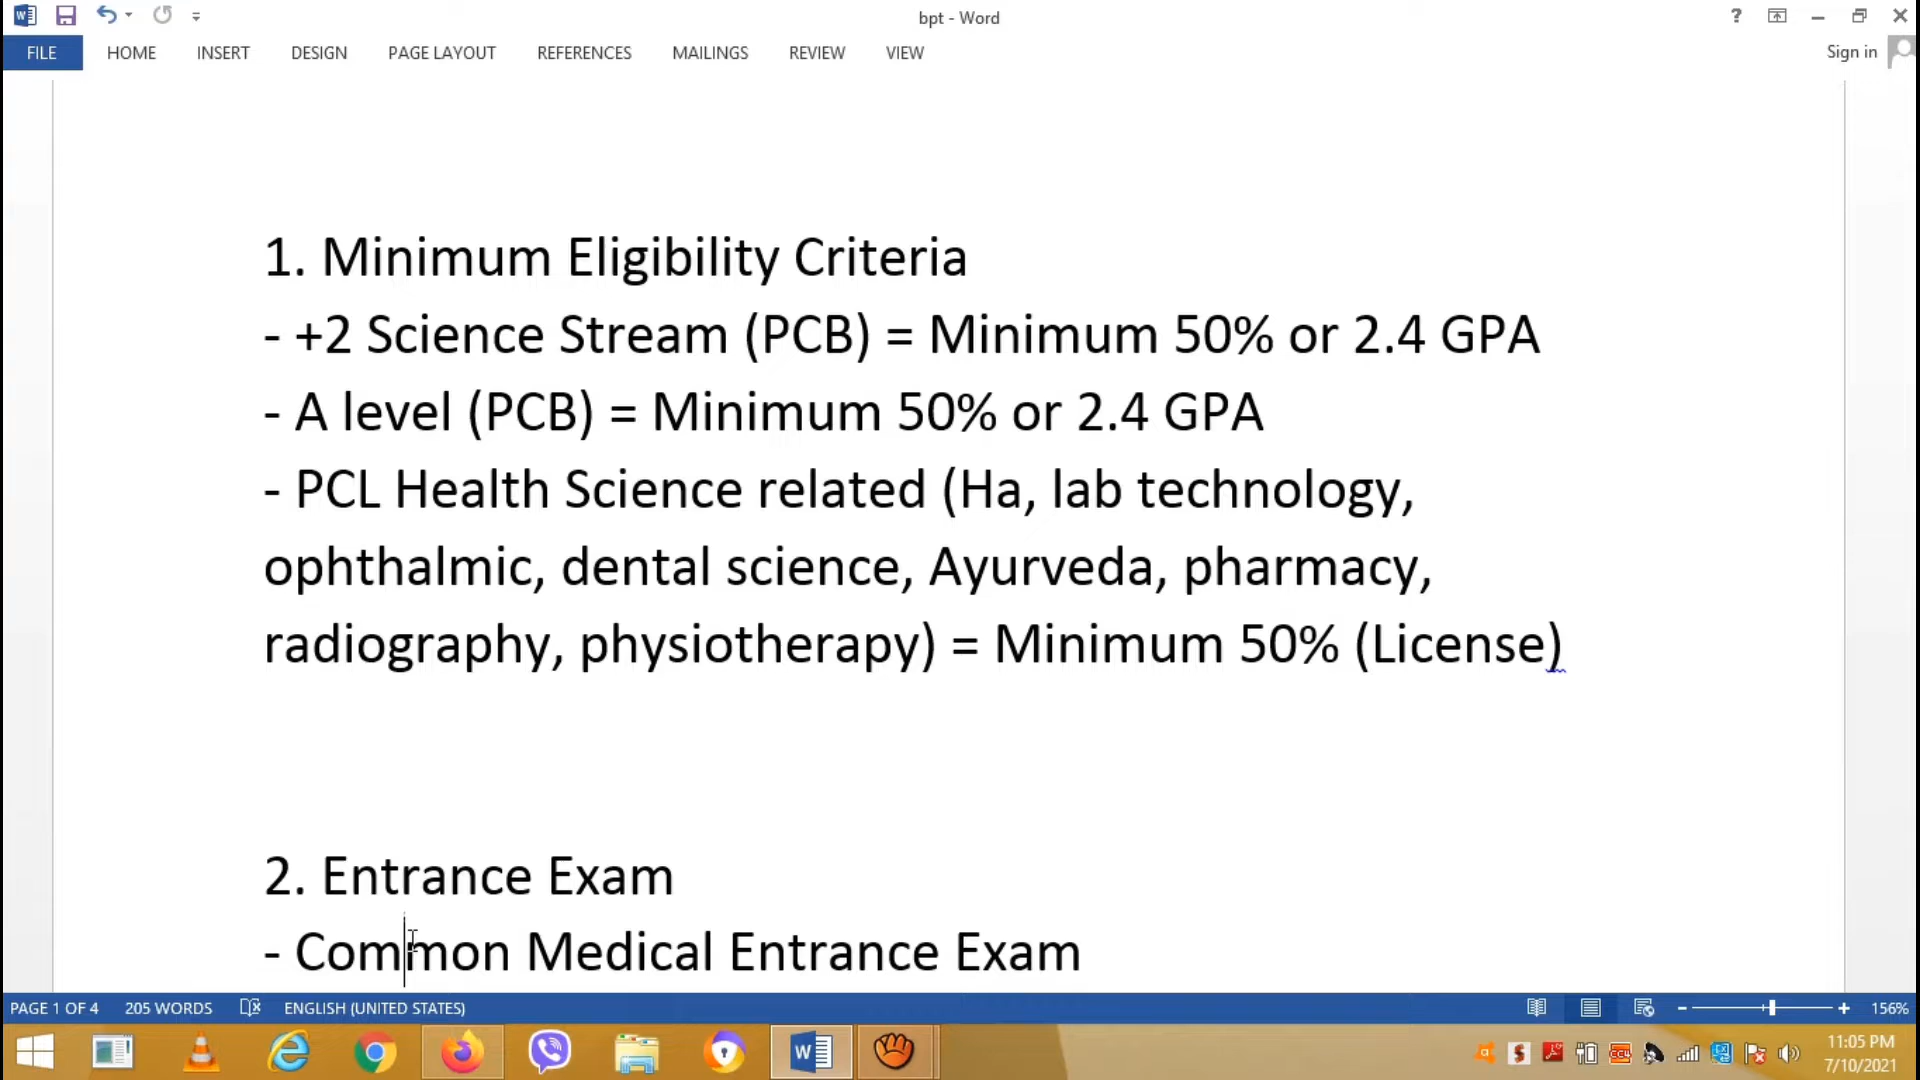 bpt - Word
?
FILE HOME INSERT DESIGN PAGE LAYOUT REFERENCES MAILINGS REVIEW VIEW Sign in
1. Minimum Eligibility Criteria
- +2 Science Stream (PCB) = Minimum 50% or 2.4 GPA
- A level (PCB) = Minimum 50% or 2.4 GPA
- PCL Health Science related (Ha, lab technology,
ophthalmic, dental science, Ayurveda, pharmacy,
radiography, physiotherapy) = Minimum 50% (License)
2. Entrance Exam
- Common Medical Entrance Exam
PAGE 1 OF 4 205 WORDS ENGLISH (UNITED STATES) 156%
11:05 PM
7/10/2021